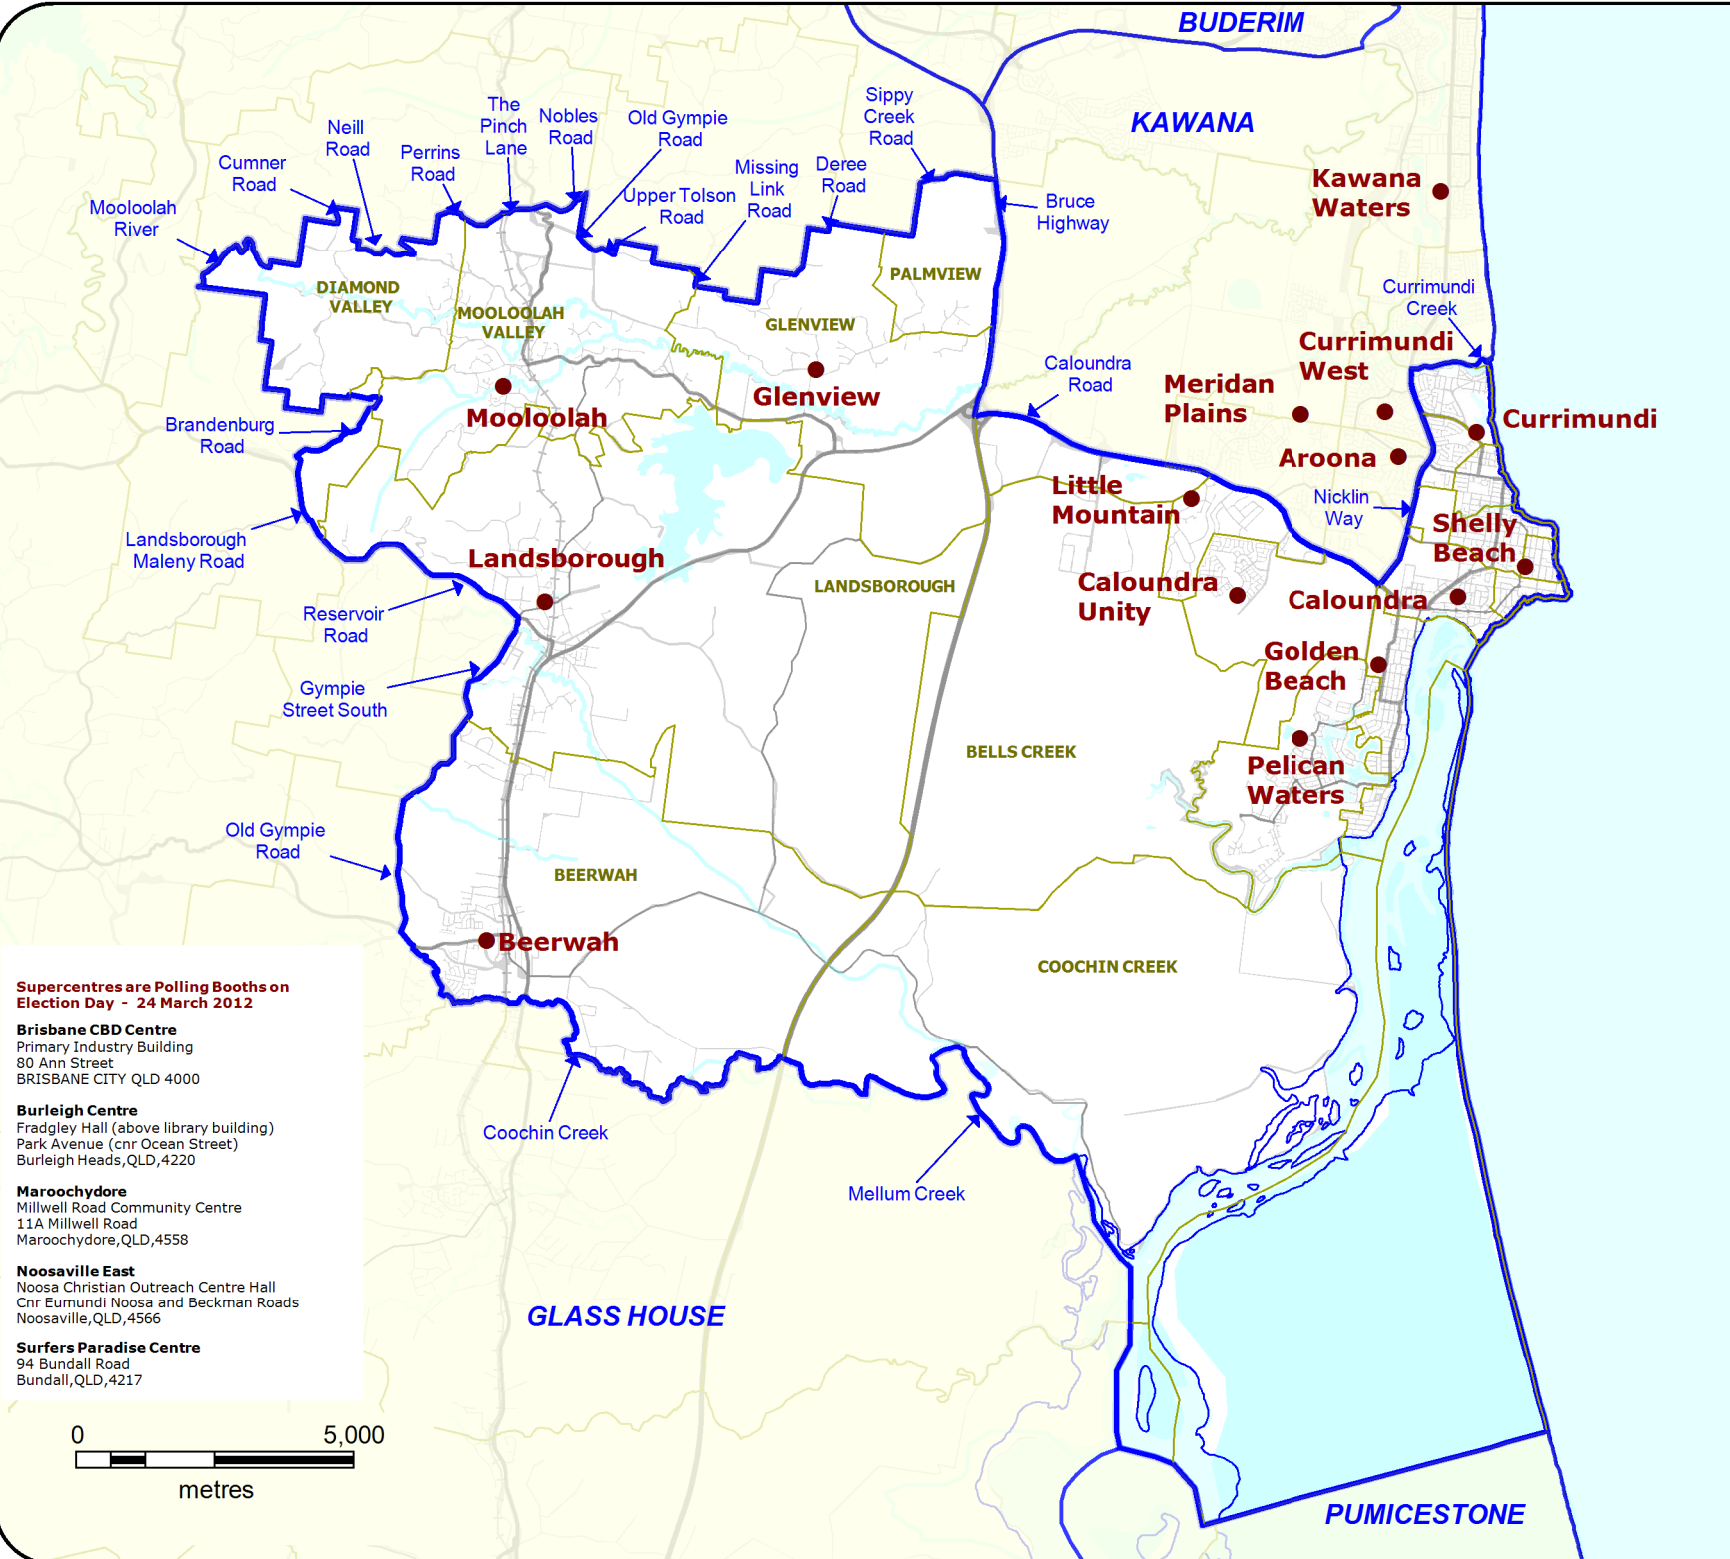 BUDERIM
KAWANA
Sippy
Creek
Road
The
Pinch
Lane
Nobles
Road
Old Gympie
Road
Neill
Road
Perrins
Road
Cumner
Road
Missing
Link
Road
Deree
Road
Upper Tolson
Road
Mooloolah
River
Bruce
Highway
Kawana
Waters
DIAMOND
VALLEY
MOOLOOLAH
VALLEY
PALMVIEW
GLENVIEW
Currimundi
Creek
Currimundi
West
Caloundra
Road
Meridan
Plains
Currimundi
Glenview
Mooloolah
Brandenburg
Road
Aroona
Little
Mountain
Nicklin
Way
Shelly
Beach
Landsborough
Maleny Road
Landsborough
LANDSBOROUGH
Caloundra
Unity
Caloundra
Reservoir
Road
Golden
Beach
Gympie
Street South
BELLS CREEK
Pelican
Waters
Old Gympie
Road
BEERWAH
Beerwah
COOCHIN CREEK
Coochin Creek
Mellum Creek
GLASS HOUSE
PUMICESTONE
Supercentres are Polling Booths on
Election Day - 24 March 2012
Brisbane CBD Centre
Primary Industry Building
80 Ann Street
BRISBANE CITY QLD 4000
Burleigh Centre
Fradgley Hall (above library building)
Park Avenue (cnr Ocean Street)
Burleigh Heads,QLD,4220
Maroochydore
Millwell Road Community Centre
11A Millwell Road
Maroochydore,QLD,4558
Noosaville East
Noosa Christian Outreach Centre Hall
Cnr Eumundi Noosa and Beckman Roads
Noosaville,QLD,4566
Surfers Paradise Centre
94 Bundall Road
Bundall,QLD,4217
0 5,000
metres